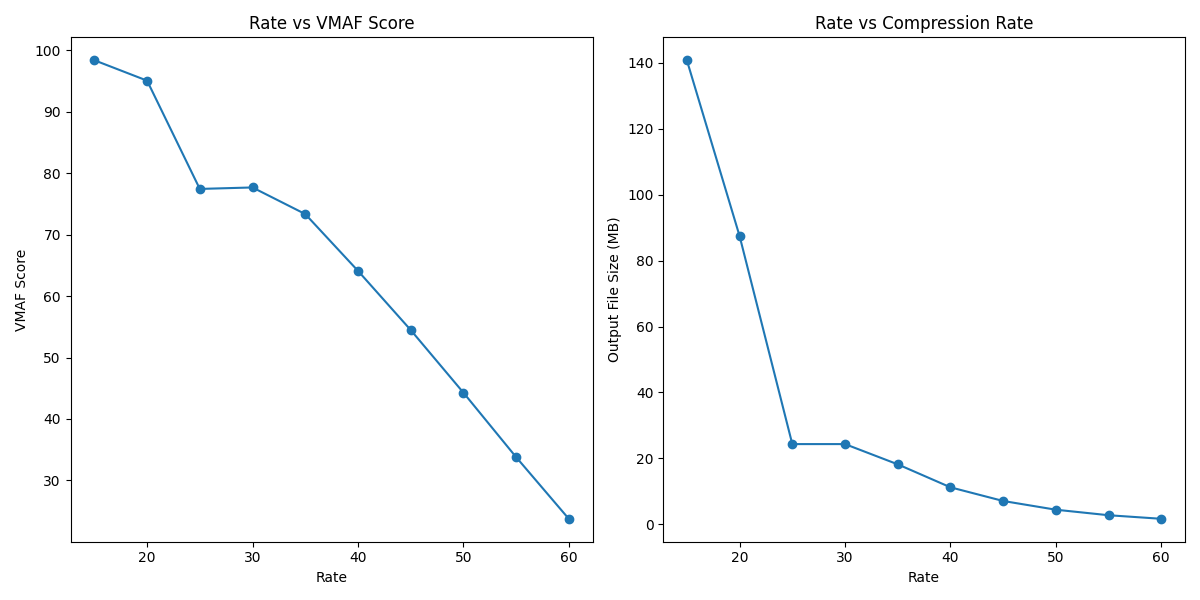 Rate vs VMAF Score
100
90
80
70
60
50
40
30
VMAF Score
20 30 40 50 60
Rate
Rate vs Compression Rate
140
120
100
80
60
40
20
0
Output File Size (MB)
20 30 40 50 60
Rate